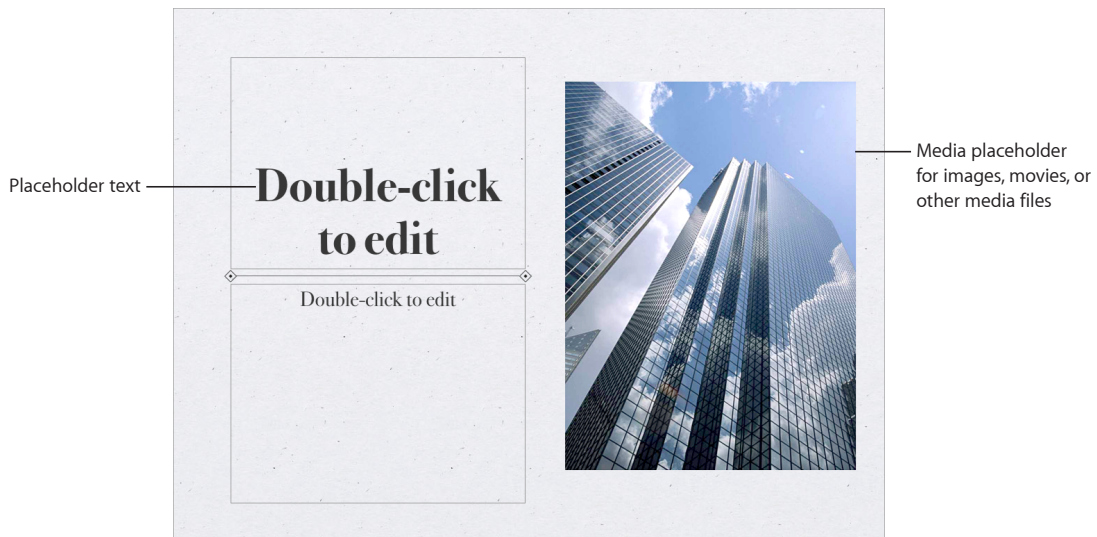 Placeholder text
Double-click
to edit
Double-click to edit
Media placeholder
for images, movies, or
other media files